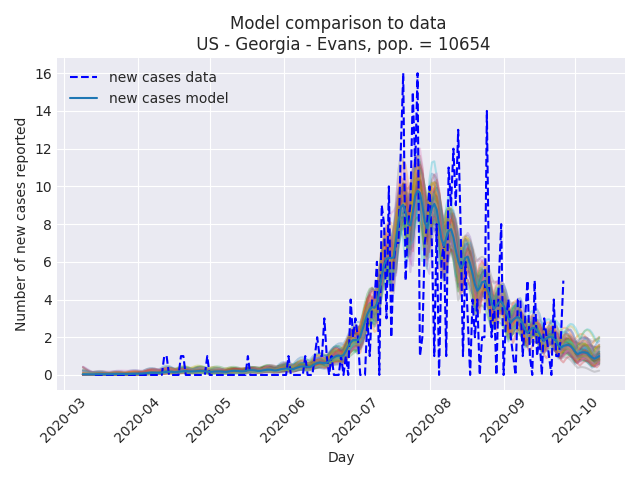 Model comparison to data
US - Georgia - Evans, pop. = 10654
new cases data
new cases model
Number of new cases reported
16
14
12
10
8
6
4
2
0
2020-03
2020-04
2020-05
2020-06
2020-07
2020-08
2020-09
2020-10
Day